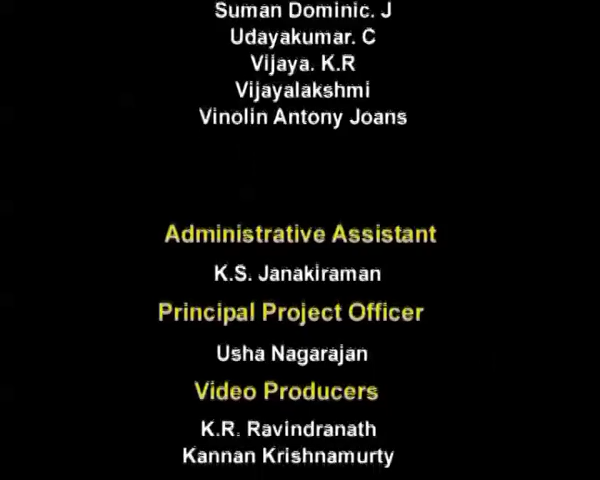 Suman Dominic. J
Udayakumar. C
Vijaya. K.R
Vijayalakshmi
Vinolin Antony Joans
Administrative Assistant
K.S. Janakiraman
Principal Project Officer
Usha Nagarajan
Video Producers
K.R. Ravindranath
Kannan Krishnamurty